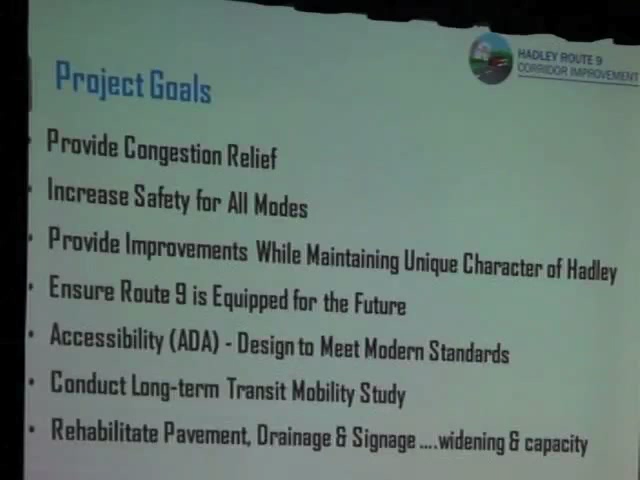 HADLEY ROUTE 9
CORRIDOR IMPROVEMENT
Project Goals
• Provide Congestion Relief
• Increase Safety for All Modes
• Provide Improvements While Maintaining Unique Character of Hadley
• Ensure Route 9 is Equipped for the Future
• Accessibility (ADA) - Design to Meet Modern Standards
• Conduct Long-term Transit Mobility Study
• Rehabilitate Pavement, Drainage & Signage ....widening & capacity